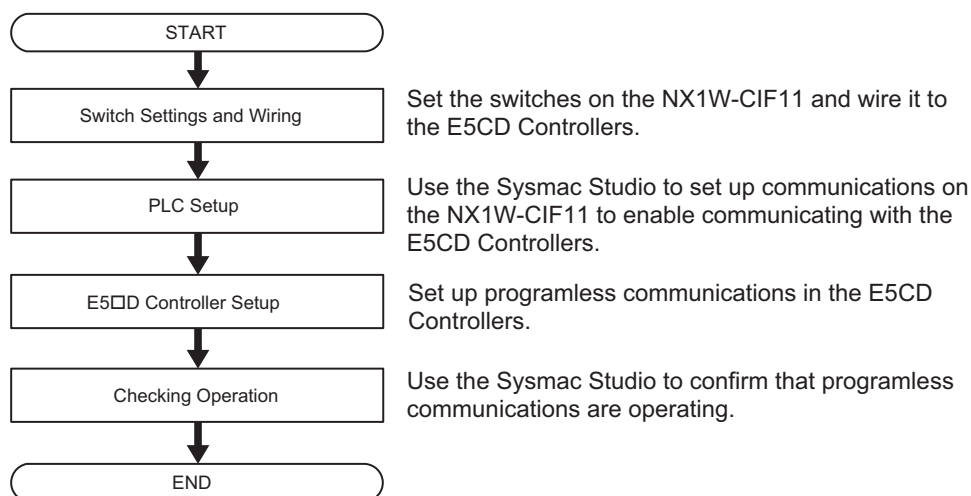 START
Switch Settings and Wiring
Set the switches on the NX1W-CIF11 and wire it to
the E5CD Controllers.
PLC Setup
Use the Sysmac Studio to set up communications on
the NX1W-CIF11 to enable communicating with the
E5CD Controllers.
E5□D Controller Setup
Set up programless communications in the E5CD
Controllers.
Checking Operation
Use the Sysmac Studio to confirm that programless
communications are operating.
END